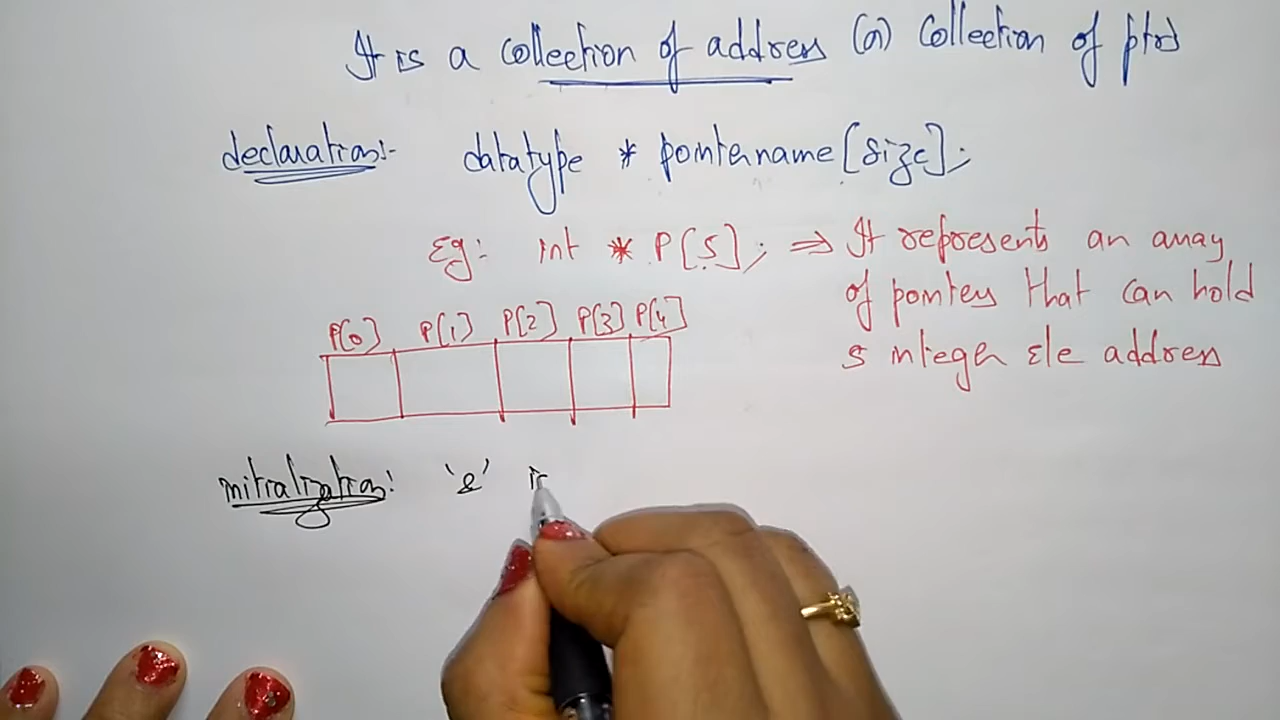 It is a collection of address (or) collection of ptrs
declaration:- datatype * pointername[size];
Eg: int * P[5]; ⇒ It represents an array
of pointers that can hold
5 integer ele address
P[0] P[1] P[2] P[3] P[4]
initialization: '&' i